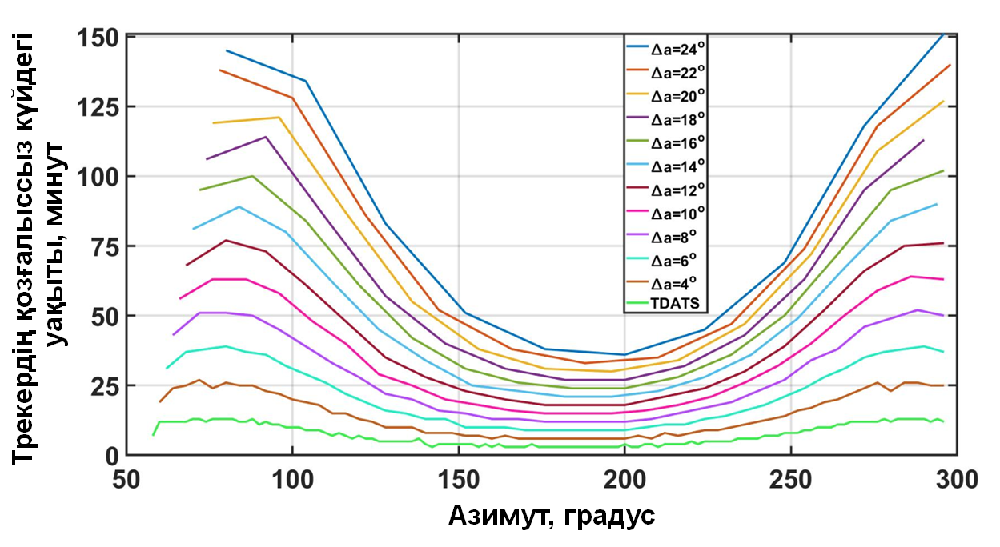 Трекердің қозғалыссыз күйдегі
уақыты, минут
150
125
100
75
50
25
0
50
100
150
200
250
300
Азимут, градус
Δa=24°
Δa=22°
Δa=20°
Δa=18°
Δa=16°
Δa=14°
Δa=12°
Δa=10°
Δa=8°
Δa=6°
Δa=4°
TDATS